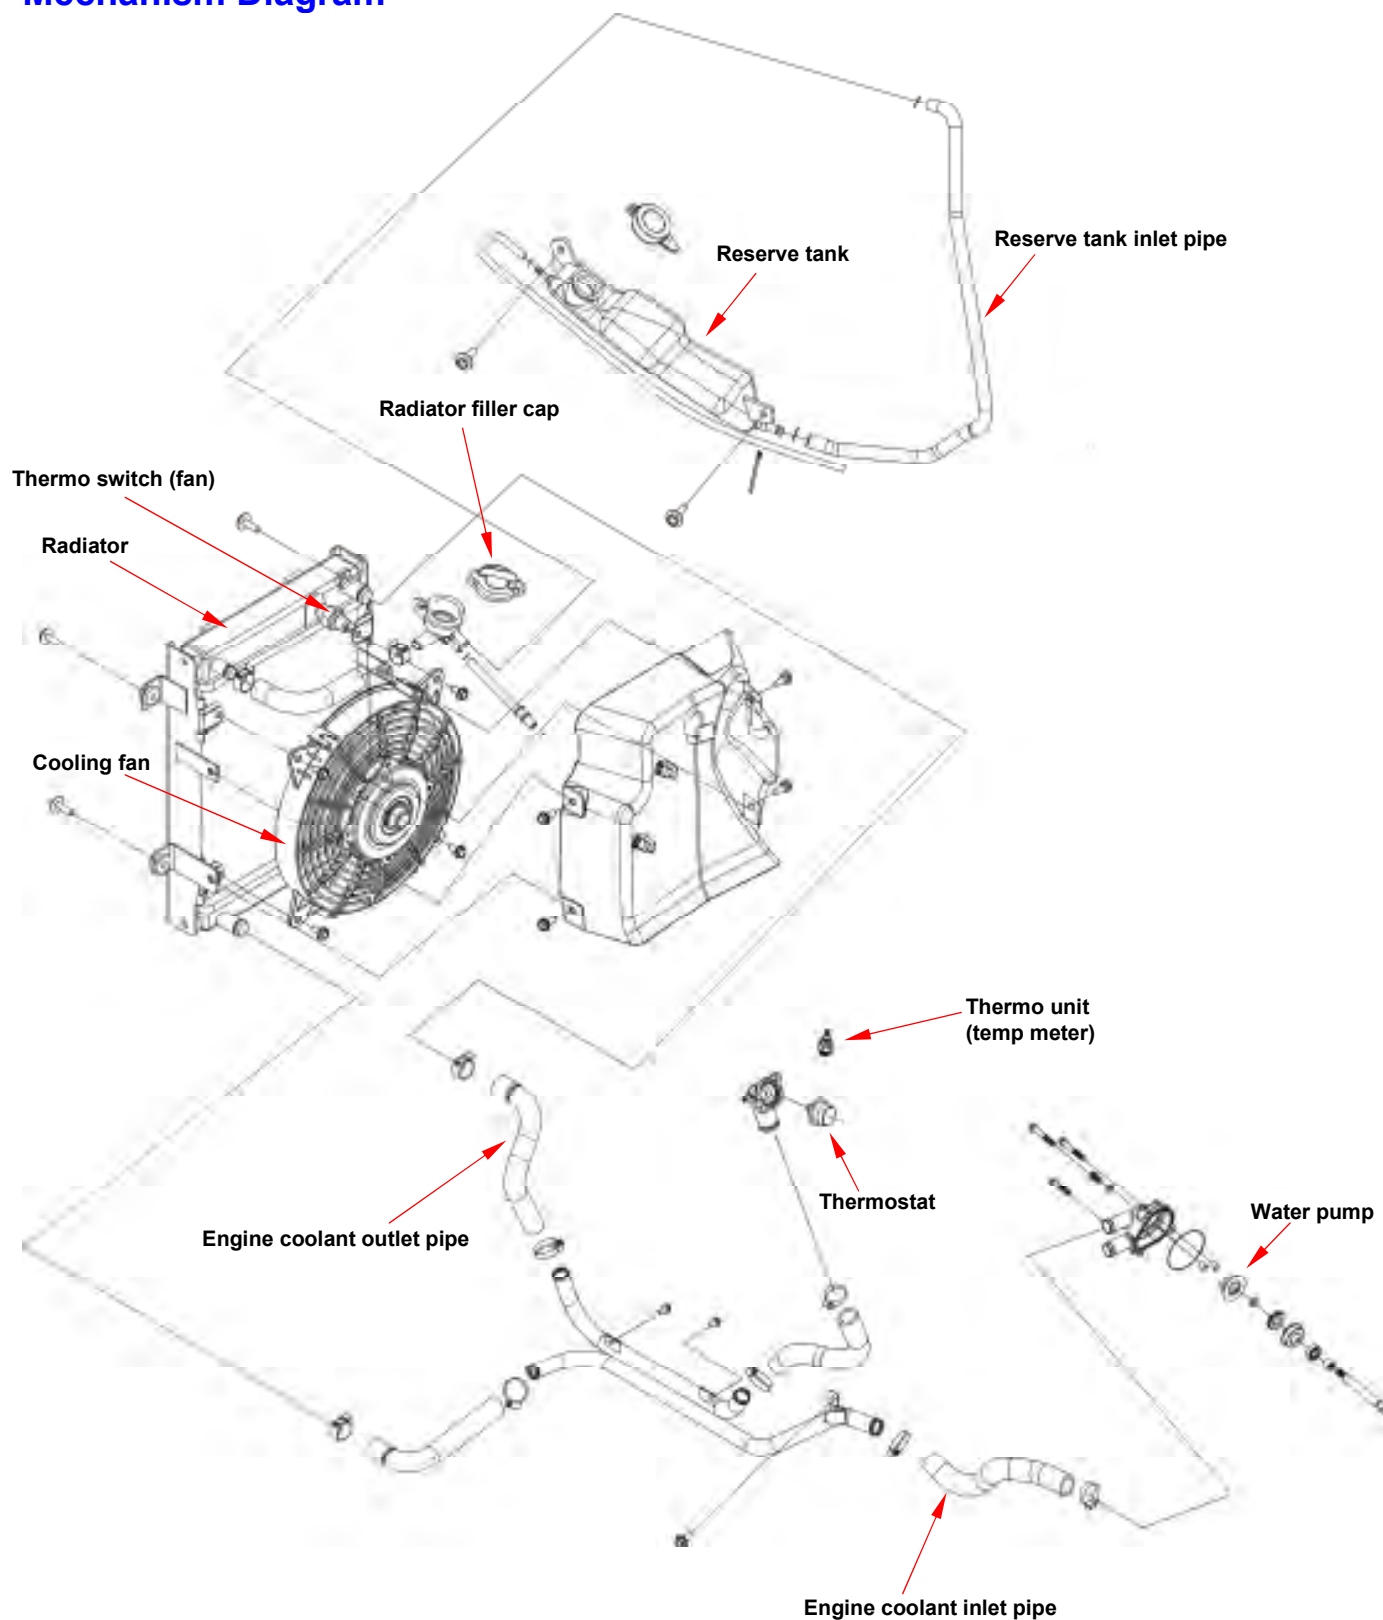 Mechanism Diagram
Reserve tank
Reserve tank inlet pipe
Radiator filler cap
Thermo switch (fan)
Radiator
Cooling fan
Thermo unit
(temp meter)
Thermostat
Water pump
Engine coolant outlet pipe
Engine coolant inlet pipe